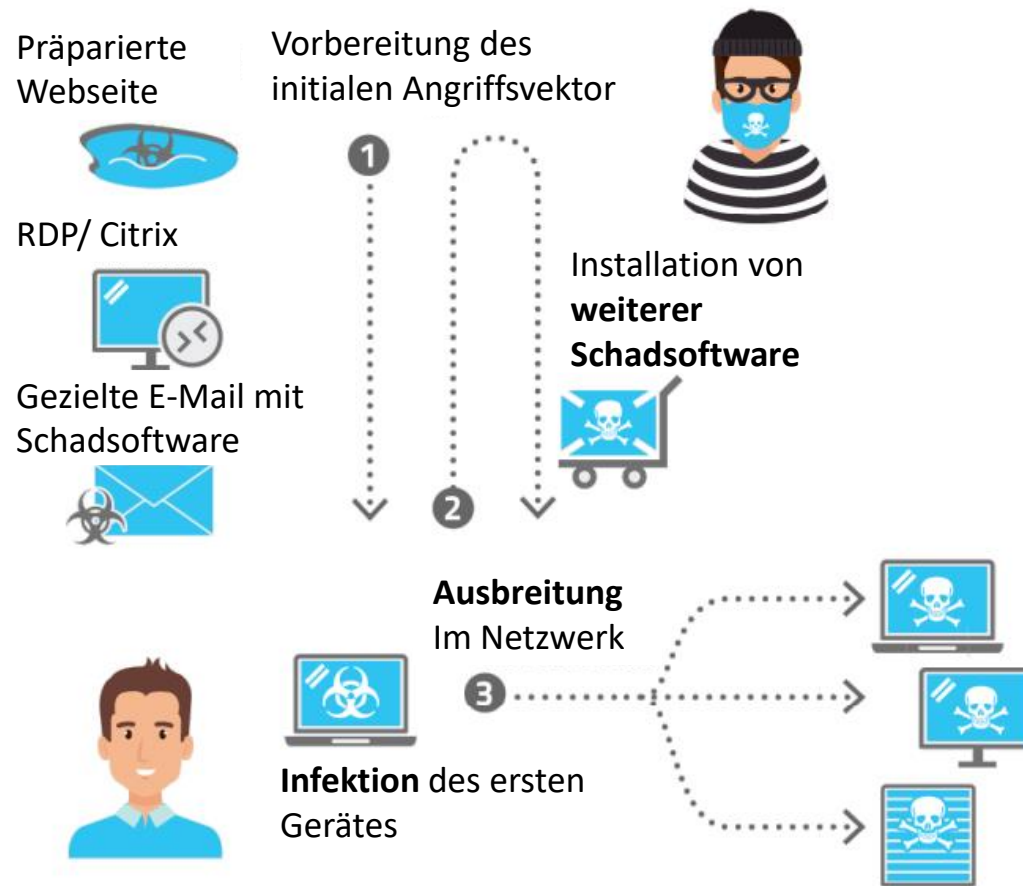 Präparierte
Webseite
Vorbereitung des
initialen Angriffsvektor
1
RDP/ Citrix
Gezielte E-Mail mit
Schadsoftware
2
Installation von
weiterer
Schadsoftware
Ausbreitung
Im Netzwerk
3
Infektion des ersten
Gerätes